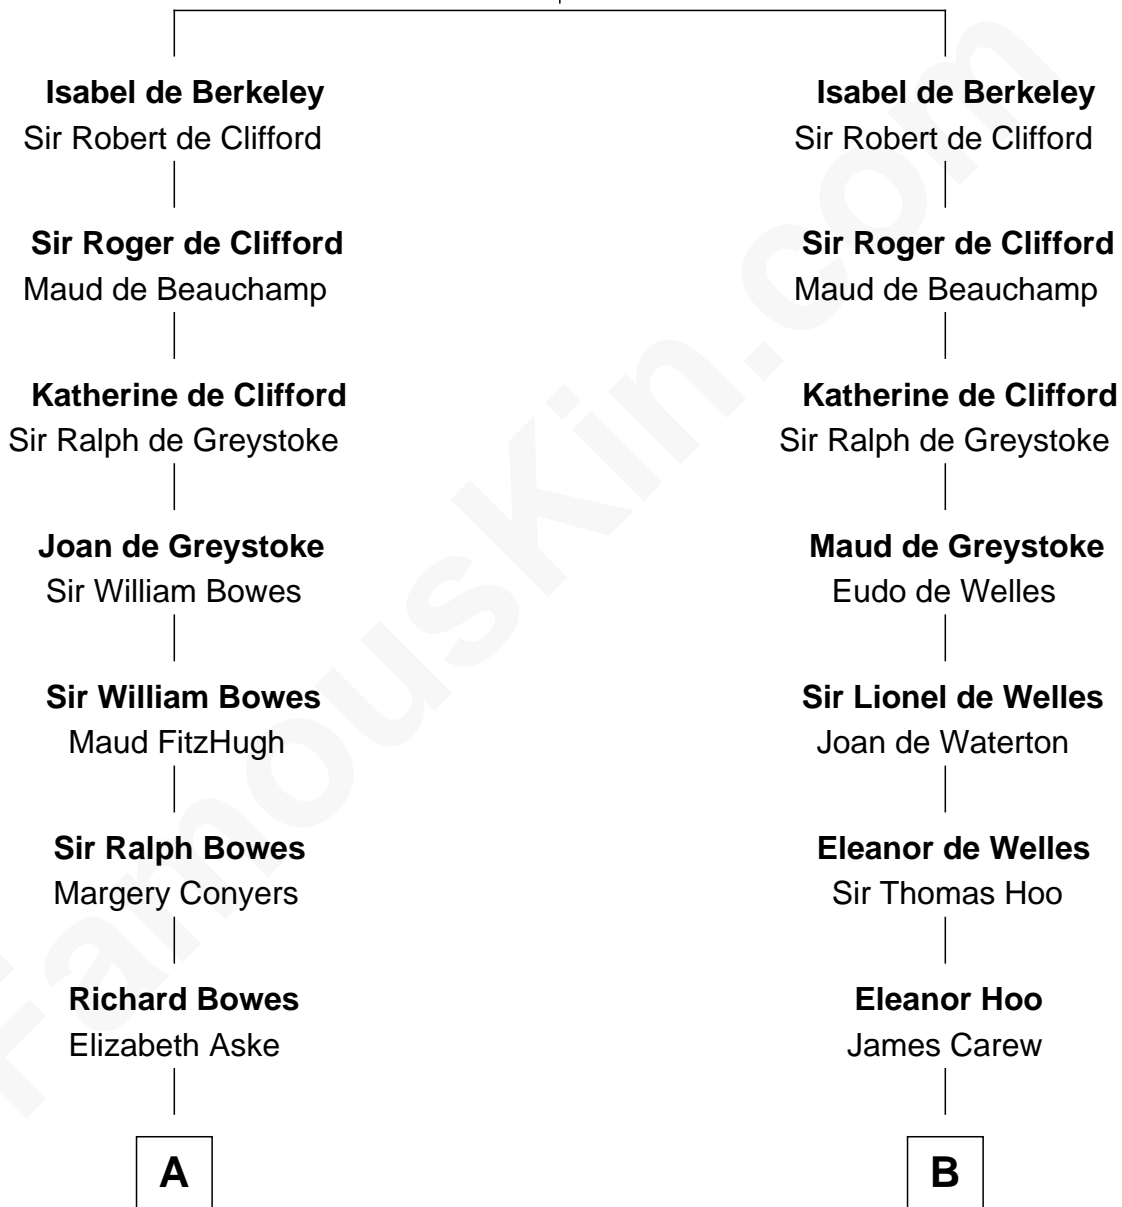 Isabel de Berkeley
Sir Robert de Clifford
Sir Roger de Clifford
Maud de Beauchamp
Katherine de Clifford
Sir Ralph de Greystoke
Joan de Greystoke
Sir William Bowes
Sir William Bowes
Maud FitzHugh
Sir Ralph Bowes
Margery Conyers
Richard Bowes
Elizabeth Aske
A
Isabel de Berkeley
Sir Robert de Clifford
Sir Roger de Clifford
Maud de Beauchamp
Katherine de Clifford
Sir Ralph de Greystoke
Maud de Greystoke
Eudo de Welles
Sir Lionel de Welles
Joan de Waterton
Eleanor de Welles
Sir Thomas Hoo
Eleanor Hoo
James Carew
B
FamousKin.com